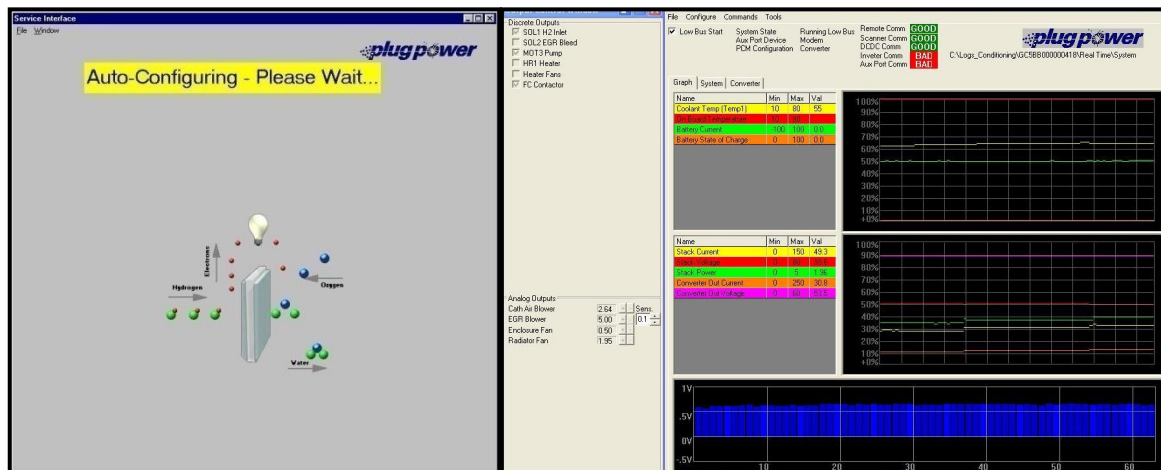 Service Interface
File Window
plug power
Auto-Configuring - Please Wait...
Electrons
Hydrogen
Oxygen
Water
Discrete Outputs
SOL1 H2 Inlet
SOL2 EGR Bleed
MOT3 Pump
HR1 Heater
Heater Fans
FC Contactor
Analog Outputs
Cath Air Blower 2.64 Sens.
EGR Blower 5.00 0.1
Enclosure Fan 0.50
Radiator Fan 1.95
File Configure Commands Tools
Low Bus Start
System State Running Low Bus
Aux Port Device Modem
PCM Configuration Converter
Remote Comm GOOD
Scanner Comm GOOD
DCDC Comm GOOD
Inveter Comm BAD
Aux Port Comm BAD
plug power
C:\Logs_Conditioning\GC5BB000000418\Real Time\System
Graph System Converter
Name Min Max Val
Coolant Temp (Temp1) 10 80 55
On Board Temperature 10 80
Battery Current -100 100 0.0
Battery State of Charge 0 100 0.0
100%
90%
80%
70%
60%
50%
40%
30%
20%
10%
+0%
Name Min Max Val
Stack Current 0 150 49.3
Stack Voltage 0 80
Stack Power 0 5 1.96
Converter Out Current 0 250 30.8
Converter Out Voltage 0 60 53.5
100%
90%
80%
70%
60%
50%
40%
30%
20%
10%
+0%
1V
.5V
0V
-.5V
10 20 30 40 50 60